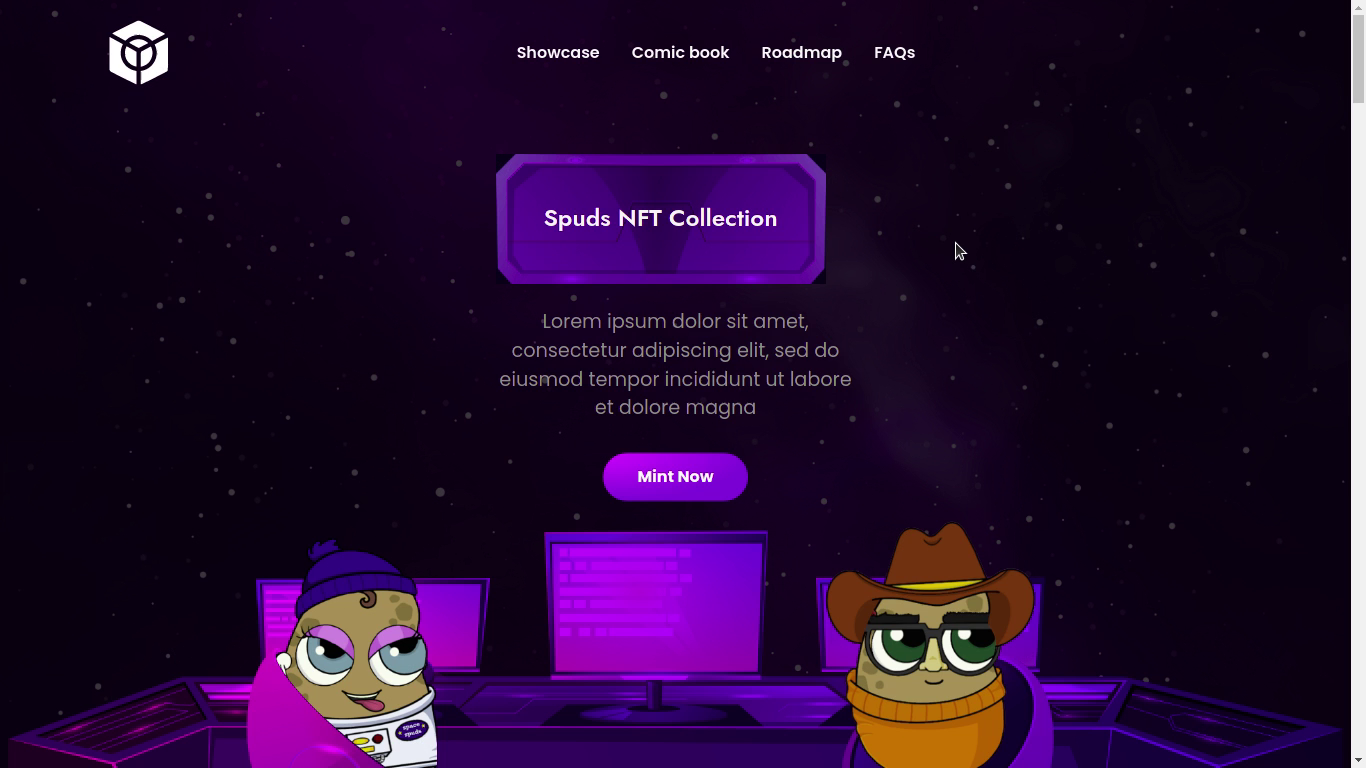 Showcase
Comic book
Roadmap
FAQs
Spuds NFT Collection
Lorem ipsum dolor sit amet,
consectetur adipiscing elit, sed do
eiusmod tempor incididunt ut labore
et dolore magna
Mint Now
space
spuds